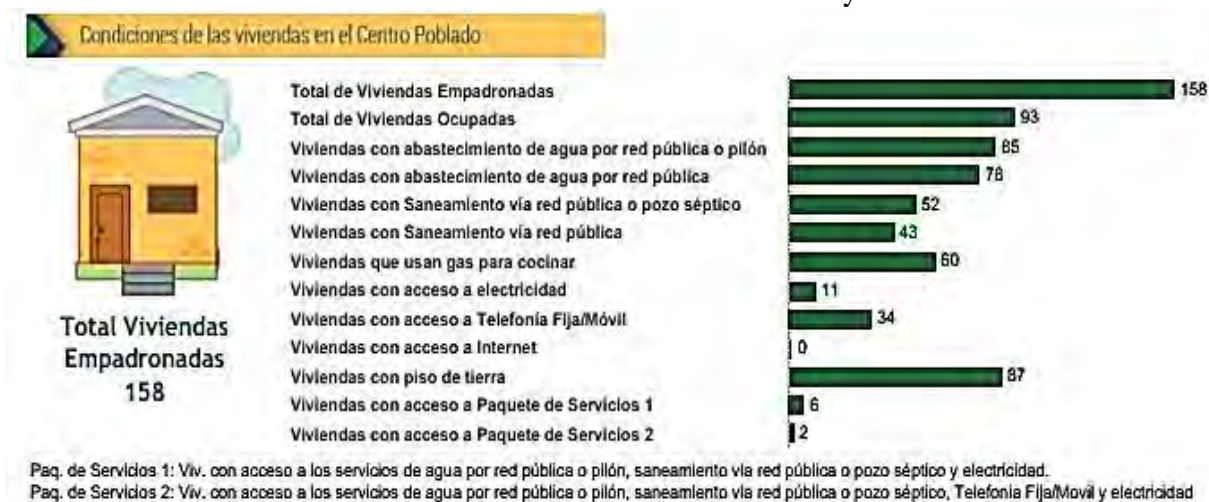 Condiciones de las viviendas en el Centro Poblado
Total Viviendas
Empadronadas
158
Total de Viviendas Empadronadas 158
Total de Viviendas Ocupadas 93
Viviendas con abastecimiento de agua por red pública o pilón 85
Viviendas con abastecimiento de agua por red pública 78
Viviendas con Saneamiento vía red pública o pozo séptico 52
Viviendas con Saneamiento vía red pública 43
Viviendas que usan gas para cocinar 60
Viviendas con acceso a electricidad 11
Viviendas con acceso a Telefonía Fija/Móvil 34
Viviendas con acceso a Internet 0
Viviendas con piso de tierra 87
Viviendas con acceso a Paquete de Servicios 1 6
Viviendas con acceso a Paquete de Servicios 2 2
Paq. de Servicios 1: Viv. con acceso a los servicios de agua por red pública o pilón, saneamiento vía red pública o pozo séptico y electricidad.
Paq. de Servicios 2: Viv. con acceso a los servicios de agua por red pública o pilón, saneamiento vía red pública o pozo séptico, Telefonía Fija/Movil y electricidad